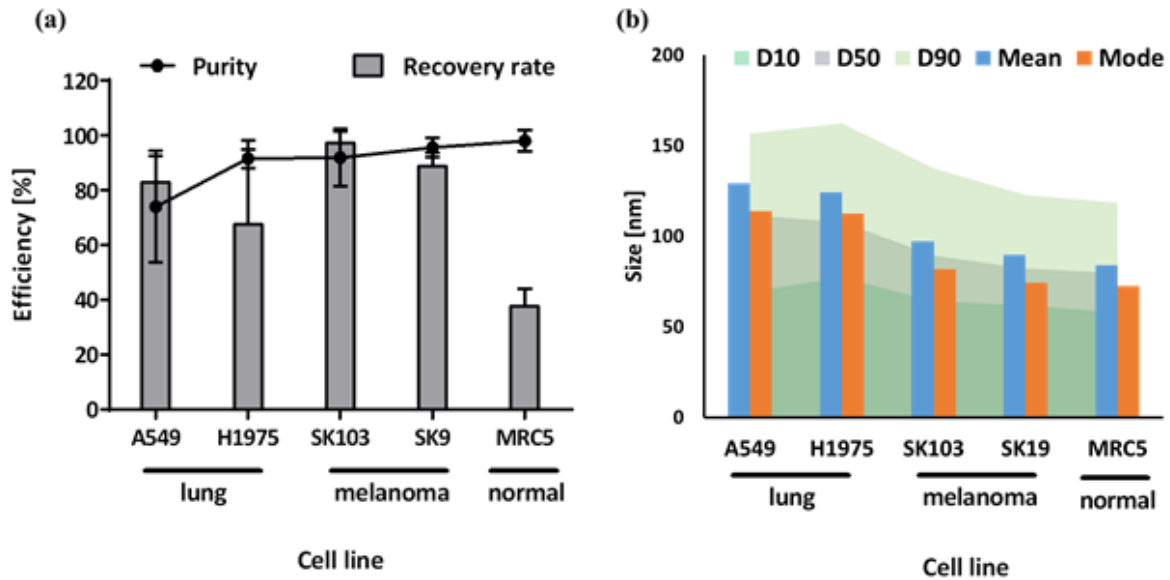 (a)
Purity
Recovery rate
120
100
80
60
40
20
0
Efficiency [%]
A549 H1975 SK103 SK9 MRC5
lung melanoma normal
Cell line
(b)
D10 D50 D90 Mean Mode
200
150
100
50
0
Size [nm]
A549 H1975 SK103 SK19 MRC5
lung melanoma normal
Cell line